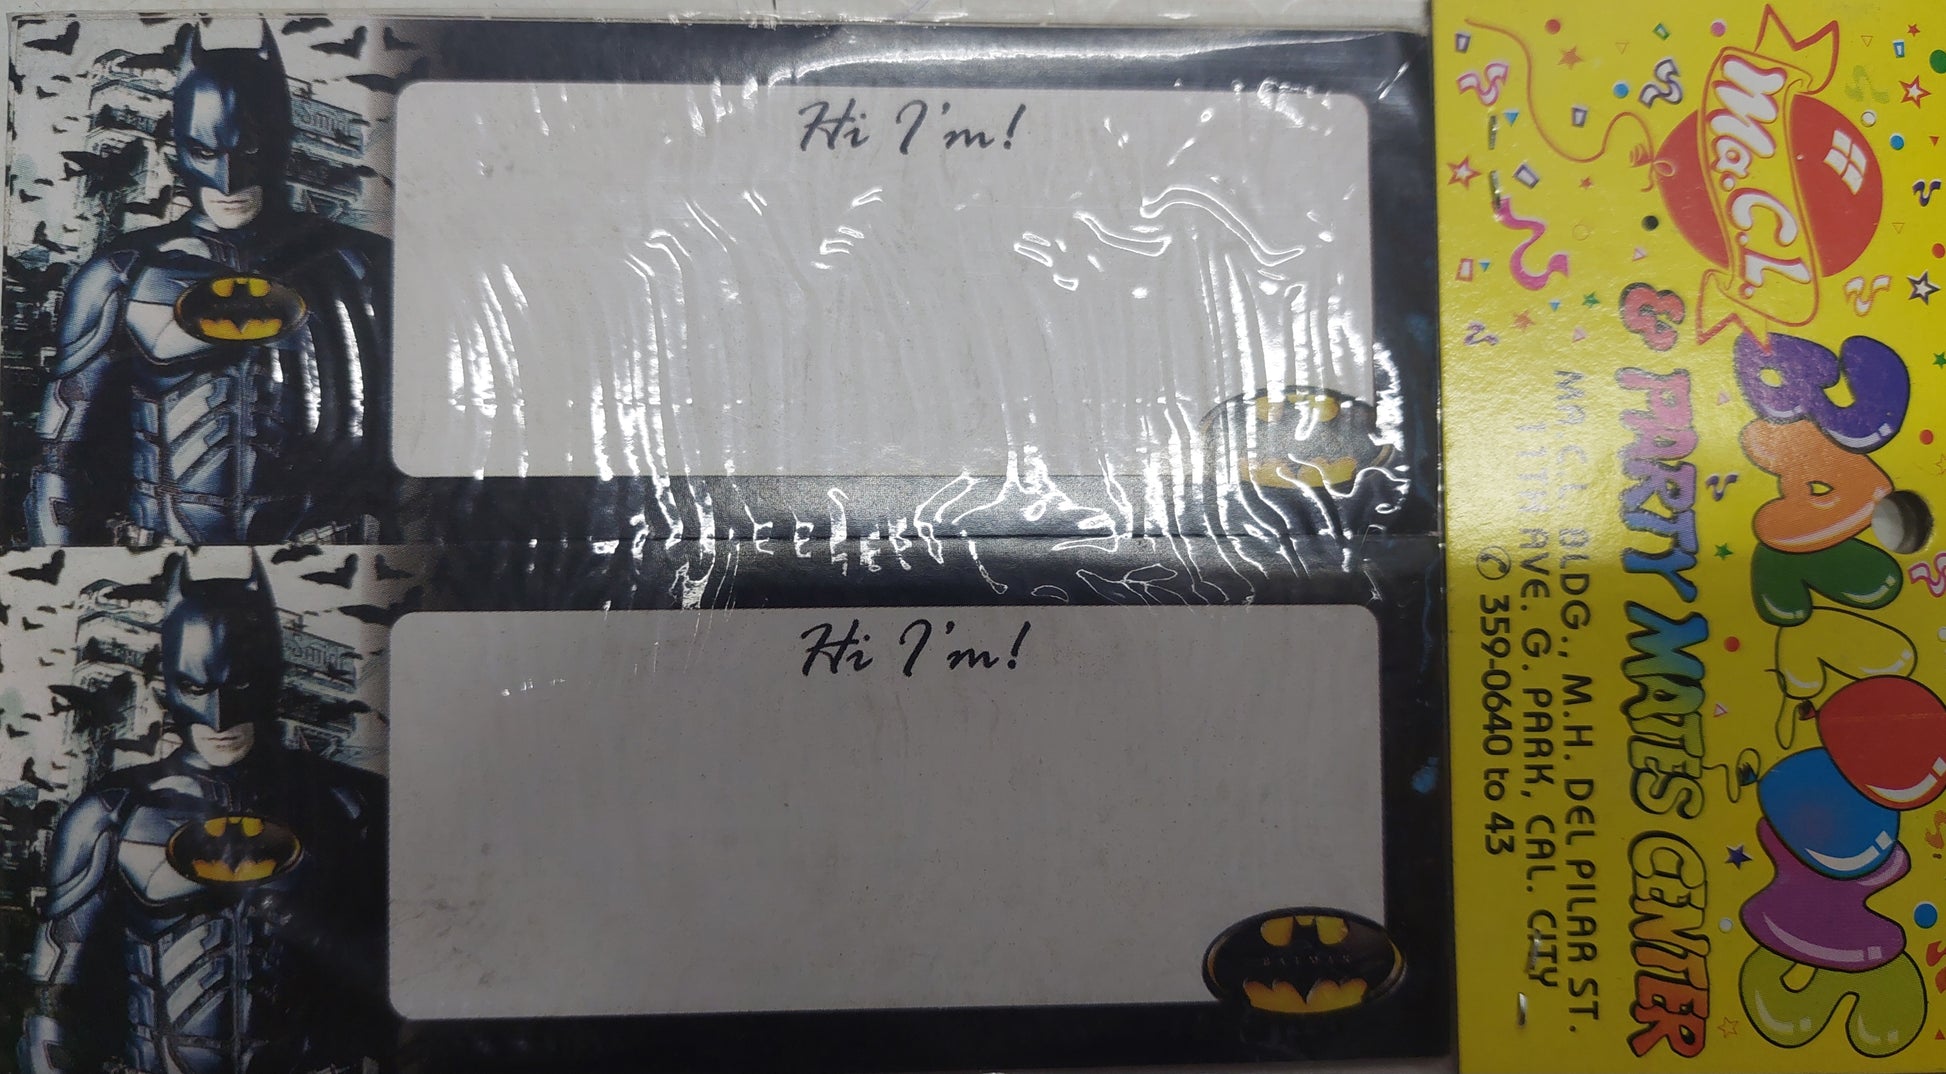 Hi I'm!
Hi I'm!
BATMAN
Ma.C.L.
BALLOONS
& PARTY MATES CENTER
MA.C.L. BLDG., M.H. DEL PILAR ST.
11TH AVE. G. PARK, CAL. CITY
✆ 359-0640 to 43